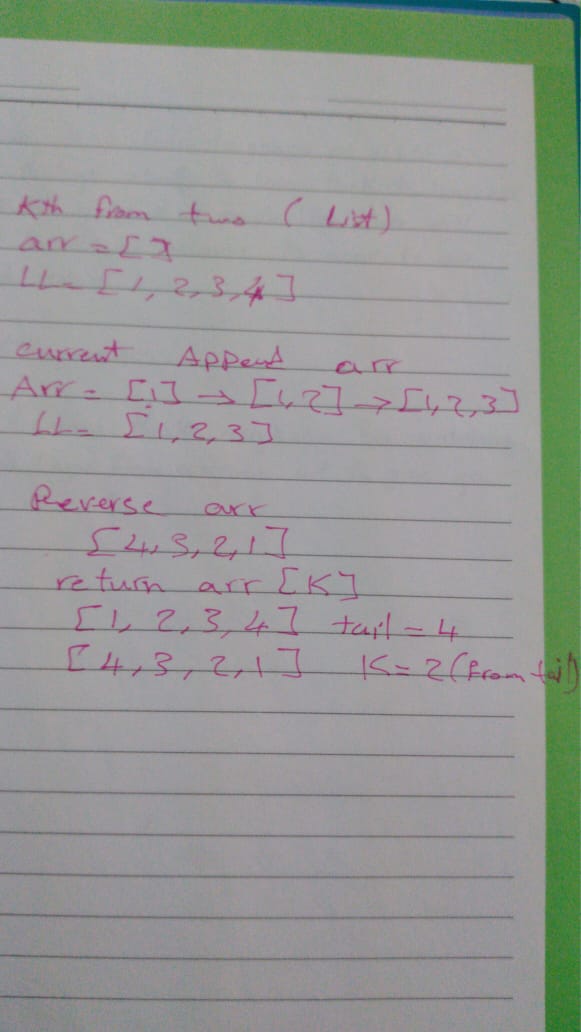 Kth from two ( List)
arr = []
LL = [1, 2, 3, 4]
current Append arr
Arr = [1] → [1, 2] → [1, 2, 3]
LL = [1, 2, 3]
Reverse arr
[4, 3, 2, 1]
return arr [K]
[1, 2, 3, 4] tail = 4
[4, 3, 2, 1] K = 2 (from tail)